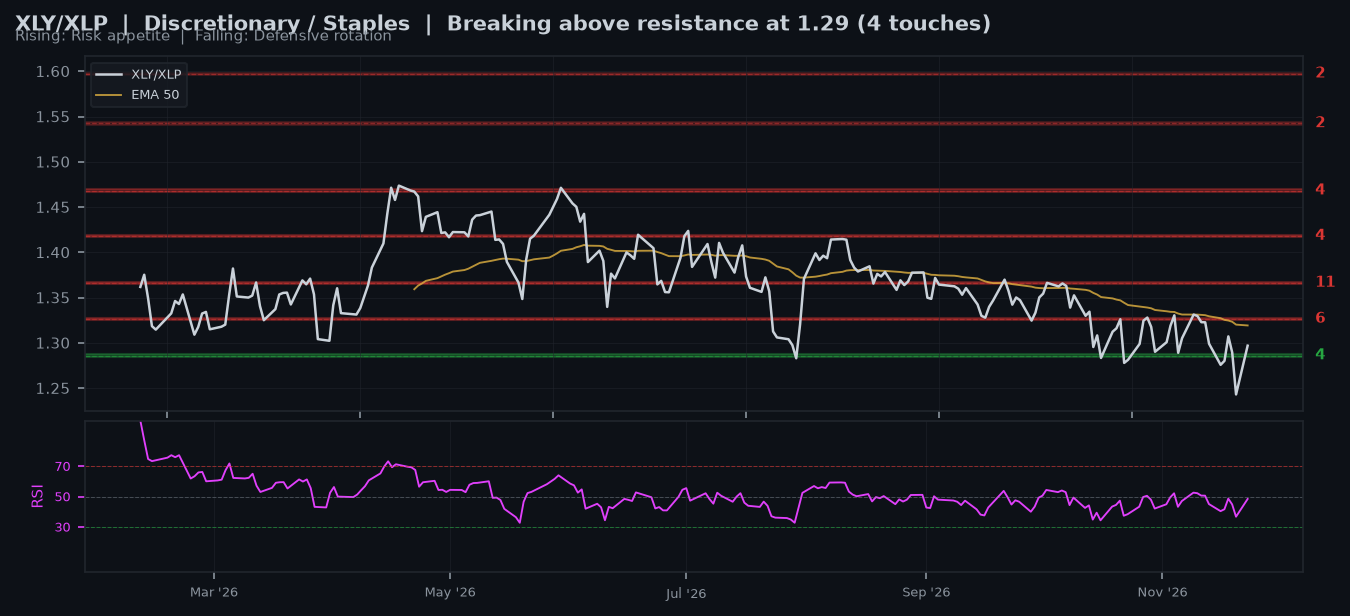 XLY/XLP | Discretionary / Staples | Breaking above resistance at 1.29 (4 touches)
Rising: Risk appetite | Falling: Defensive rotation
XLY/XLP
EMA 50
1.60
1.55
1.50
1.45
1.40
1.35
1.30
1.25
2
2
4
4
11
6
4
RSI
70
50
30
Mar '26
May '26
Jul '26
Sep '26
Nov '26